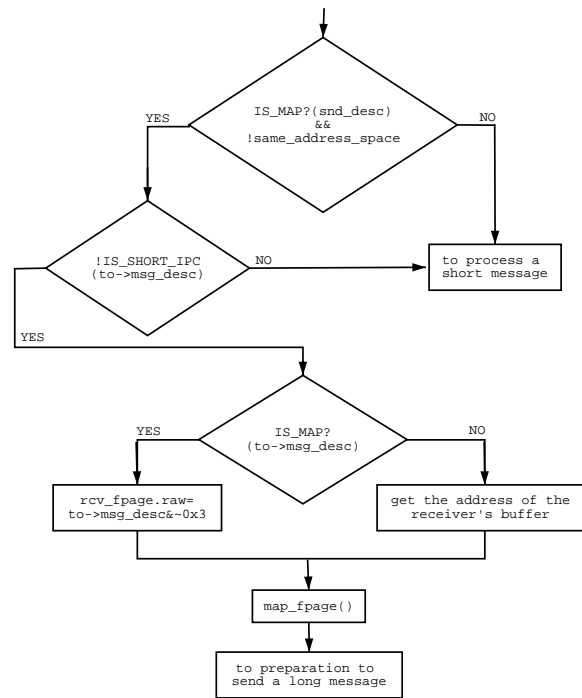 IS_MAP?(snd_desc)
&&
!same_address_space
YES
NO
!IS_SHORT_IPC
(to->msg_desc)
NO
to process a
short message
YES
IS_MAP?
(to->msg_desc)
YES
NO
rcv_fpage.raw=
to->msg_desc&~0x3
get the address of the
receiver's buffer
map_fpage()
to preparation to
send a long message